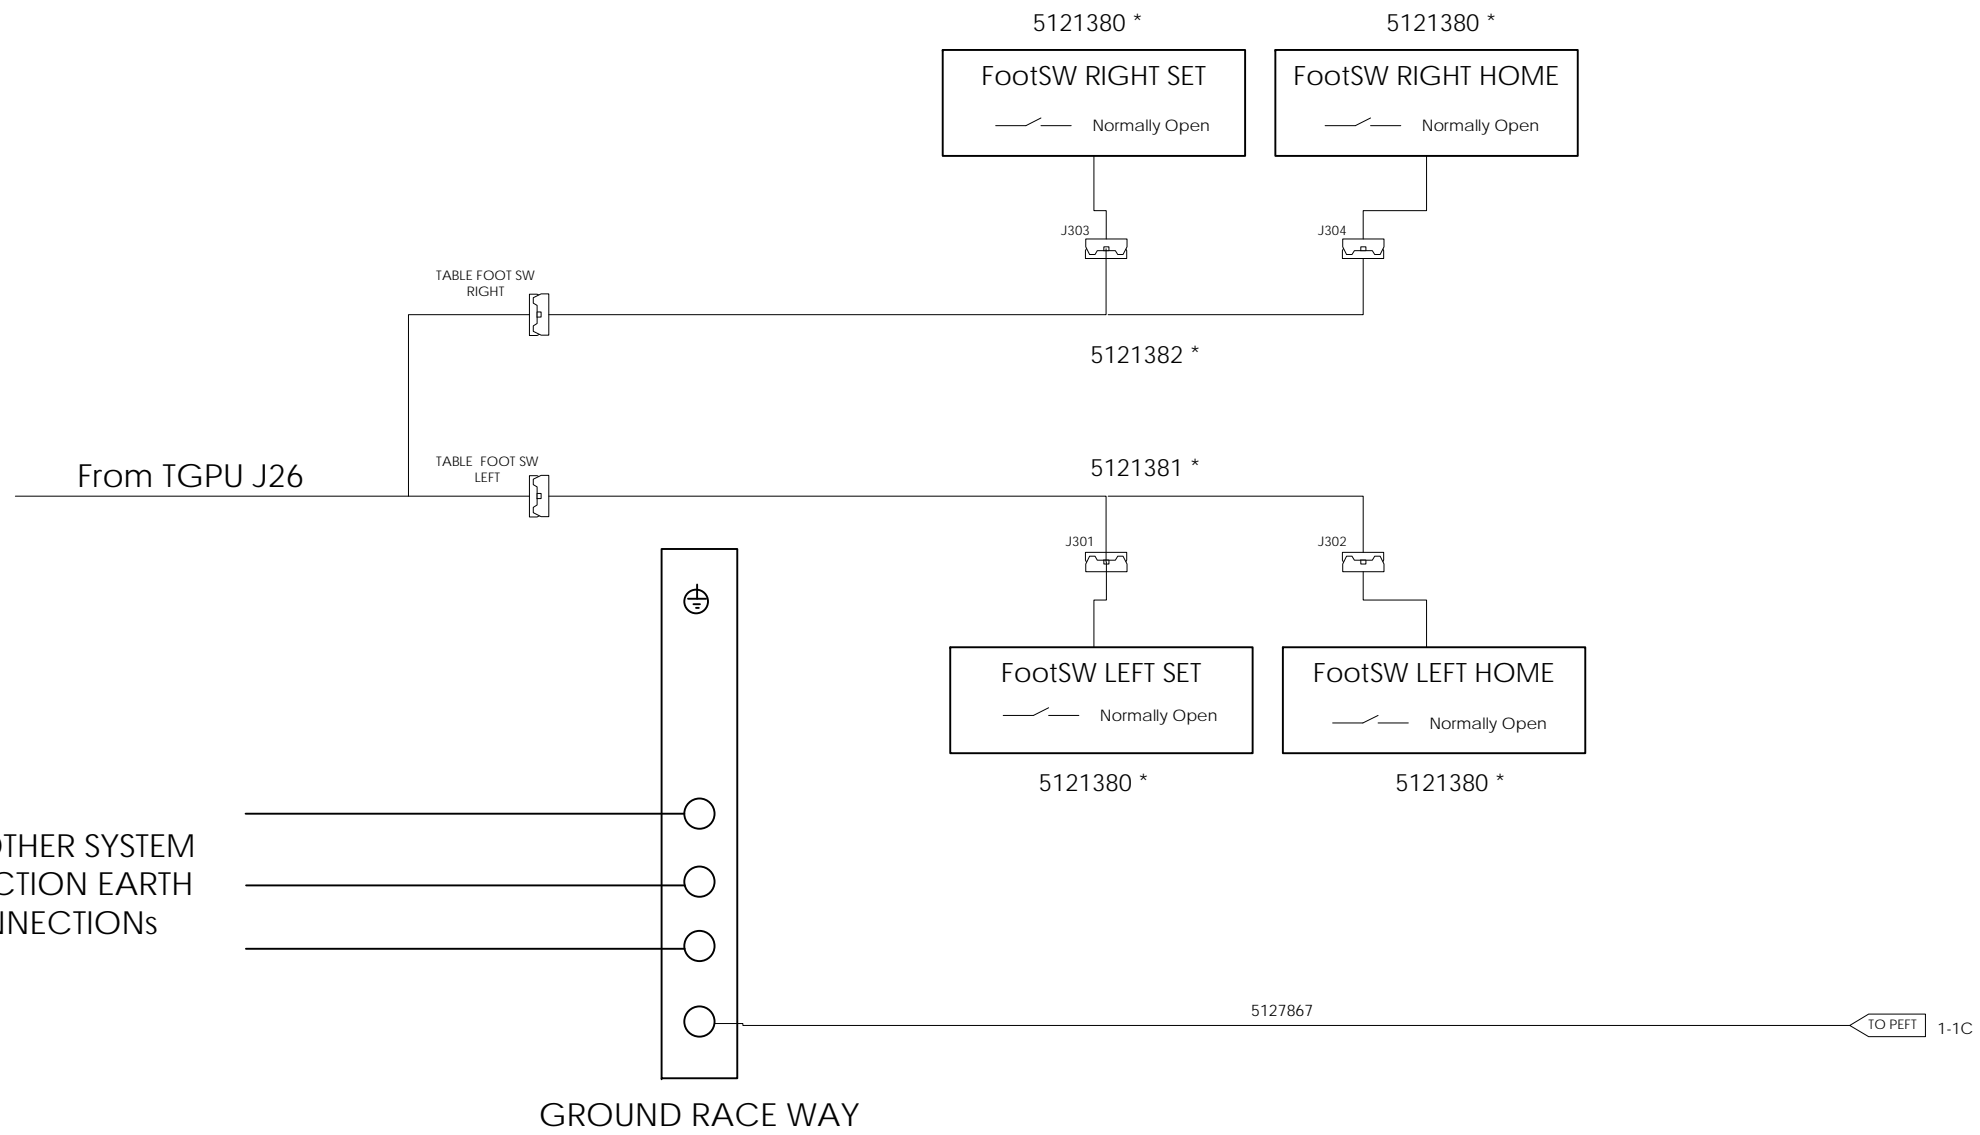 5121380 *
5121380 *
FootSW RIGHT SET
Normally Open
FootSW RIGHT HOME
Normally Open
J303
J304
TABLE FOOT SW
RIGHT
5121382 *
From TGPU J26
TABLE FOOT SW
LEFT
5121381 *
J301
J302
FootSW LEFT SET
Normally Open
FootSW LEFT HOME
Normally Open
5121380 *
5121380 *
OTHER SYSTEM
CTION EARTH
NNECTIONs
5127867
TO PEFT
1-1C
GROUND RACE WAY